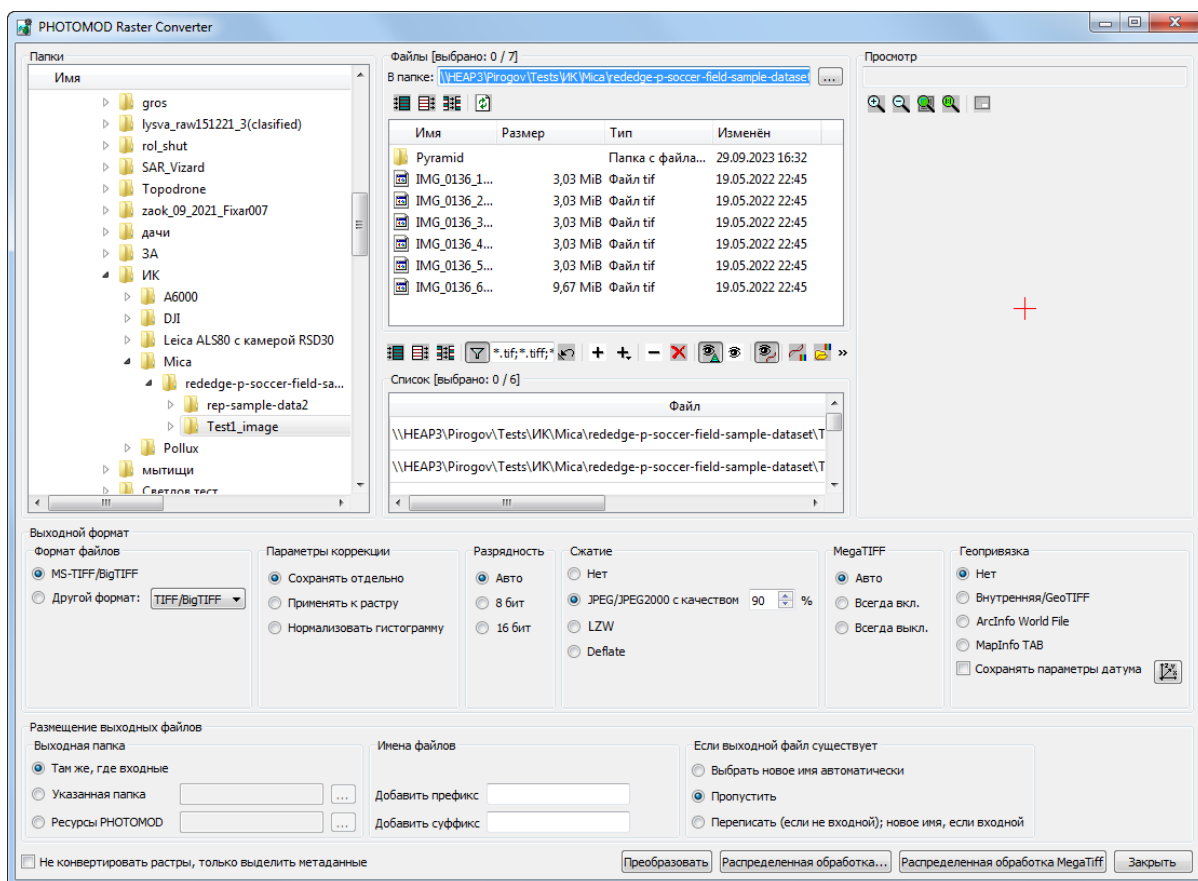 PHOTOMOD Raster Converter
Папки
Имя
gros
lysva_raw151221_3(clasified)
rol_shut
SAR_Vizard
Topodrone
zaok_09_2021_Fixar007
дачи
ЗА
ИК
A6000
DJI
Leica ALS80 с камерой RSD30
Mica
rededge-p-soccer-field-sa...
rep-sample-data2
Test1_image
Pollux
мытищи
Светлов тест
Файлы [выбрано: 0 / 7]
В папке: \\HEAP3\Pirogov\Tests\ИК\Mica\rededge-p-soccer-field-sample-dataset ...
Имя Размер Тип Изменён
Pyramid Папка с файла... 29.09.2023 16:32
IMG_0136_1... 3,03 MiB Файл tif 19.05.2022 22:45
IMG_0136_2... 3,03 MiB Файл tif 19.05.2022 22:45
IMG_0136_3... 3,03 MiB Файл tif 19.05.2022 22:45
IMG_0136_4... 3,03 MiB Файл tif 19.05.2022 22:45
IMG_0136_5... 3,03 MiB Файл tif 19.05.2022 22:45
IMG_0136_6... 9,67 MiB Файл tif 19.05.2022 22:45
*.tif;*.tiff;*
Список [выбрано: 0 / 6]
Файл
\\HEAP3\Pirogov\Tests\ИК\Mica\rededge-p-soccer-field-sample-dataset\T
\\HEAP3\Pirogov\Tests\ИК\Mica\rededge-p-soccer-field-sample-dataset\T
Просмотр
Выходной формат
Формат файлов
MS-TIFF/BigTIFF
Другой формат: TIFF/BigTIFF
Параметры коррекции
Сохранять отдельно
Применять к растру
Нормализовать гистограмму
Разрядность
Авто
8 бит
16 бит
Сжатие
Нет
JPEG/JPEG2000 с качеством 90 %
LZW
Deflate
MegaTIFF
Авто
Всегда вкл.
Всегда выкл.
Геопривязка
Нет
Внутренняя/GeoTIFF
ArcInfo World File
MapInfo TAB
Сохранять параметры датума
Размещение выходных файлов
Выходная папка
Там же, где входные
Указанная папка ...
Ресурсы PHOTOMOD ...
Имена файлов
Добавить префикс
Добавить суффикс
Если выходной файл существует
Выбрать новое имя автоматически
Пропустить
Переписать (если не входной); новое имя, если входной
Не конвертировать растры, только выделить метаданные
Преобразовать Распределенная обработка... Распределенная обработка MegaTiff Закрыть